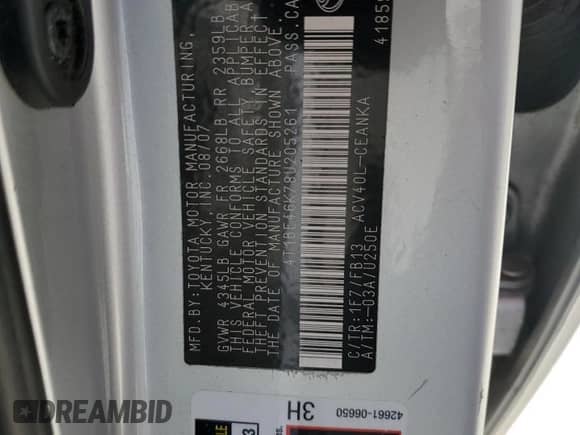 MFD.BY:TOYOTA MOTOR MANUFACTURING,
KENTUCKY, INC. 08/07
GVWR 4345LB GAWR FR 2668LB RR 2359LB
THIS VEHICLE CONFORMS TO ALL APPLICAB
FEDERAL MOTOR VEHICLE SAFETY, BUMPER,A
THEFT PREVENTION STANDARDS IN EFFECT
THE DATE OF MANUFACTURE SHOWN ABOVE.
4T1BE46K78U205261 PASS.CA
C/TR:1F7/FB13 ACV40L-CEANKA
A/TM:-03A/U250E
4185
3H
42661-06650
DREAMBID